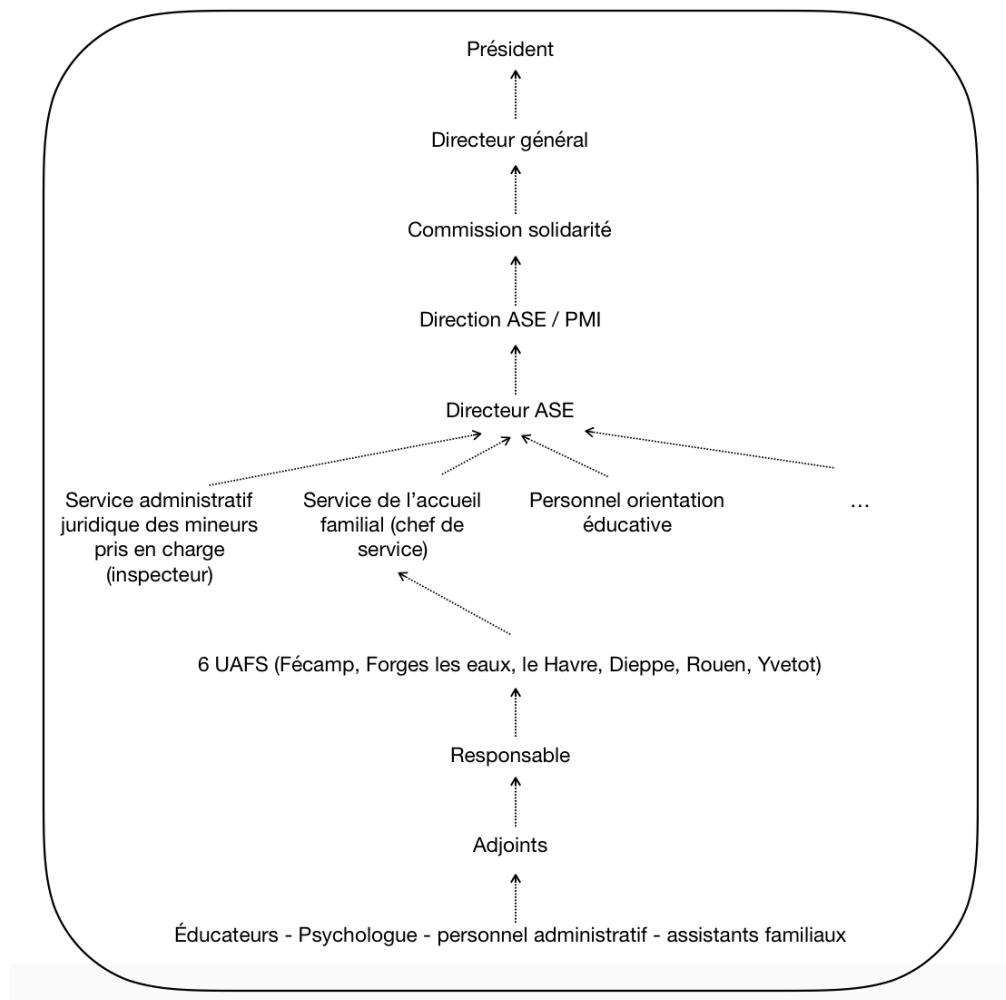 Président
Directeur général
Commission solidarité
Direction ASE / PMI
Directeur ASE
Service administratif
juridique des mineurs
pris en charge
(inspecteur)
Service de l’accueil
familial (chef de
service)
Personnel orientation
éducative
...
6 UAFS (Fécamp, Forges les eaux, le Havre, Dieppe, Rouen, Yvetot)
Responsable
Adjoints
Éducateurs - Psychologue - personnel administratif - assistants familiaux